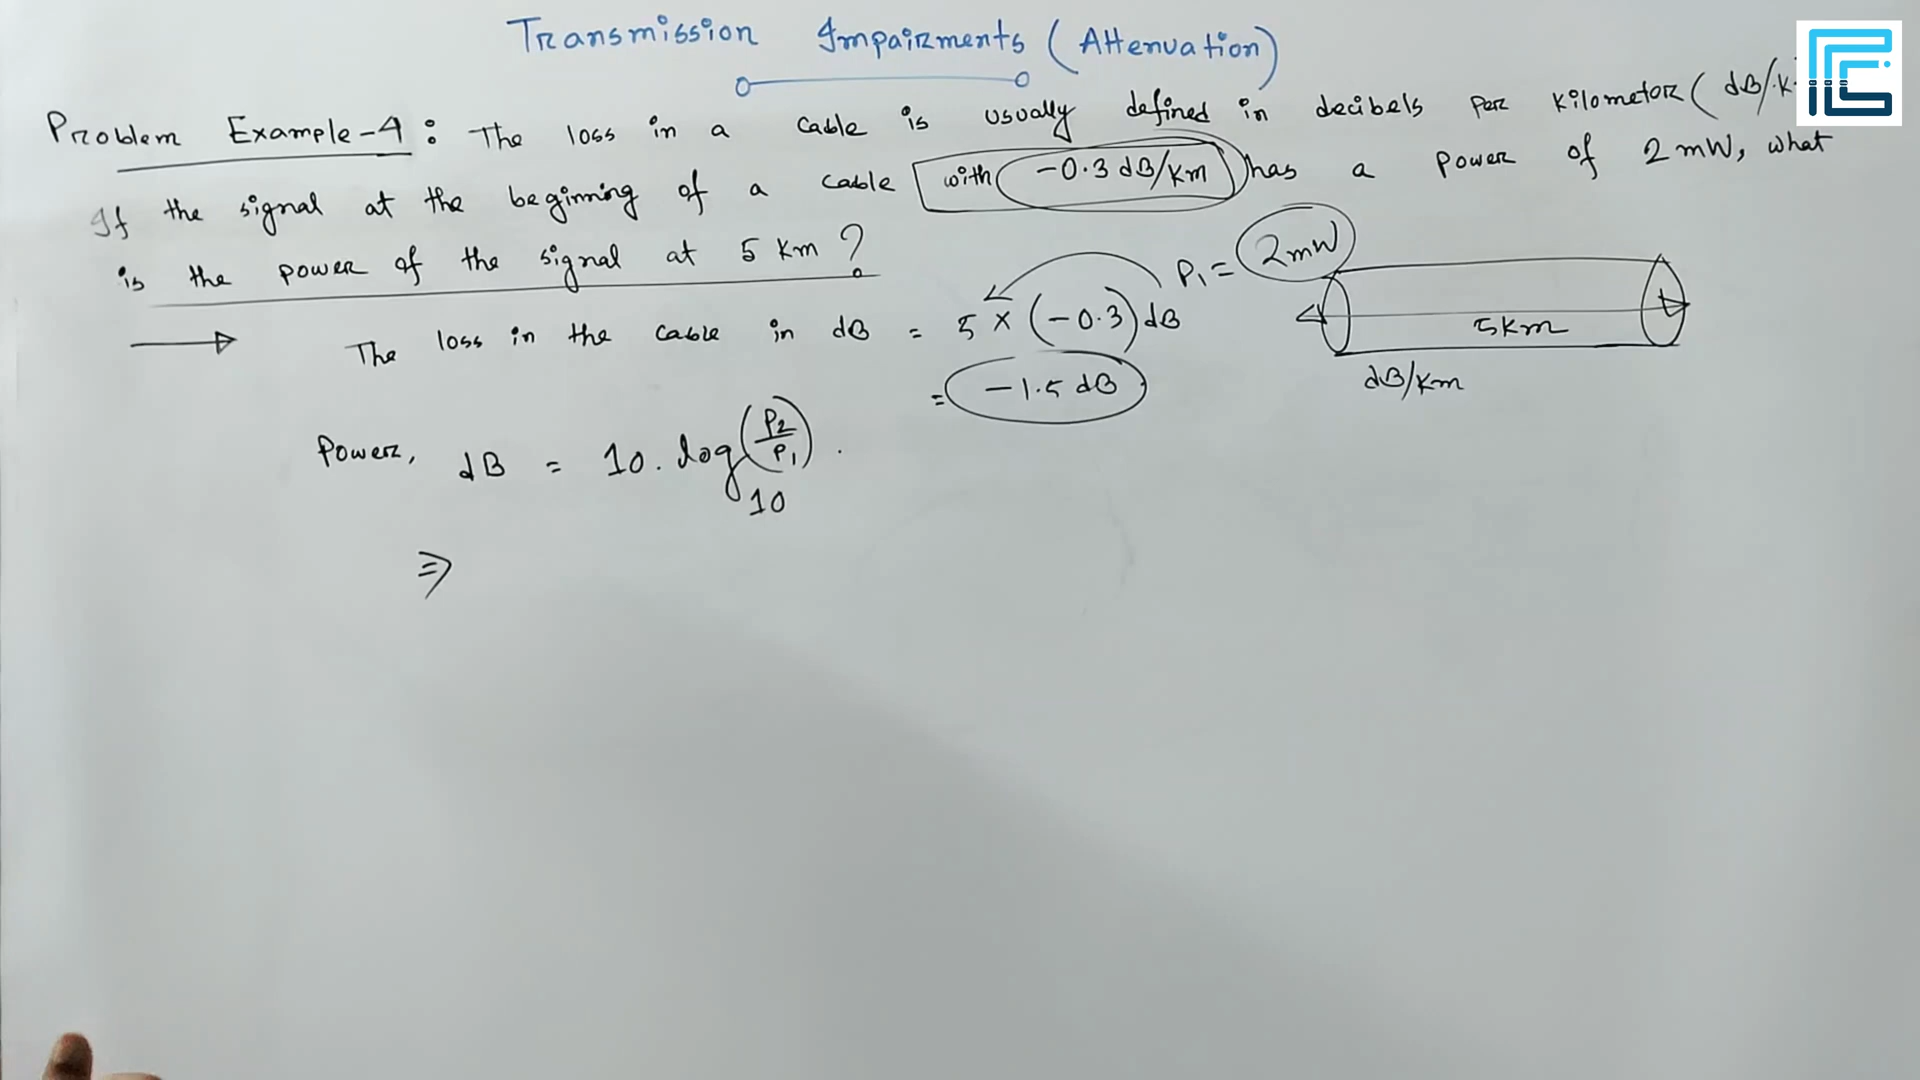 Transmission Impairments (Attenuation)
Problem Example-4: The loss in a cable is usually defined in decibels per kilometer (dB/k
If the signal at the beginning of a cable with -0.3 dB/km has a power of 2mW, what
is the power of the signal at 5 km?
P₁ = 2mW
5km
dB/km
The loss in the cable in dB = 5 × (-0.3) dB
= -1.5 dB
Power, dB = 10. log₁₀(P₂/P₁).
⇒